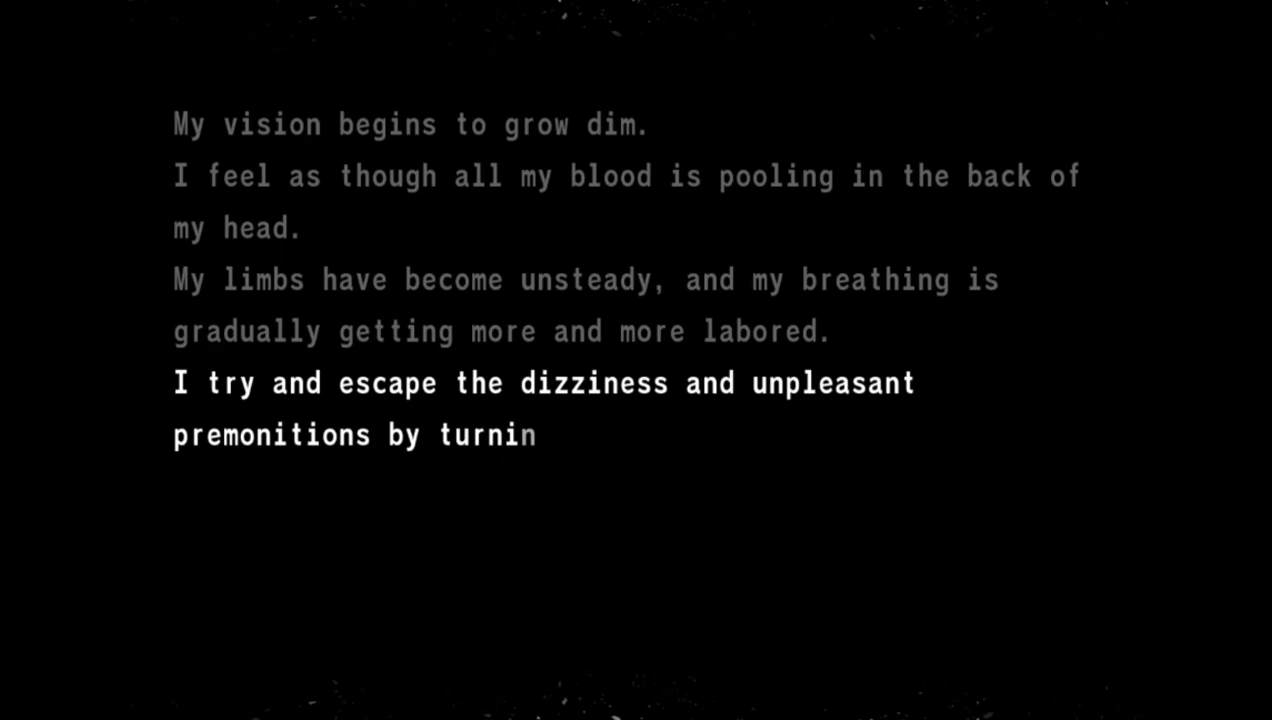 My vision begins to grow dim.
I feel as though all my blood is pooling in the back of
my head.
My limbs have become unsteady, and my breathing is
gradually getting more and more labored.
I try and escape the dizziness and unpleasant
premonitions by turnin